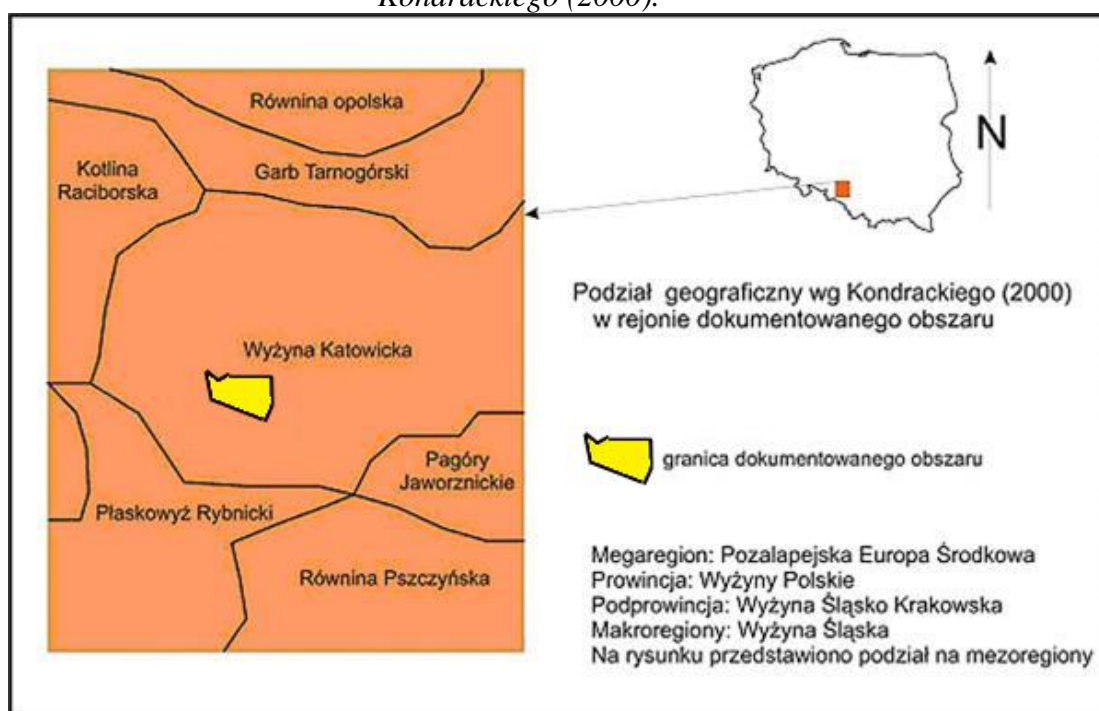 Kondrackiego (2000).
Równina opolska
Kotlina
Raciborska
Garb Tarnogórski
Wyżyna Katowicka
Pagóry
Jaworznickie
Płaskowyż Rybnicki
Równina Pszczyńska
N
Podział geograficzny wg Kondrackiego (2000)
w rejonie dokumentowanego obszaru
granica dokumentowanego obszaru
Megaregion: Pozalapejska Europa Środkowa
Prowincja: Wyżyny Polskie
Podprowincja: Wyżyna Śląsko Krakowska
Makroregiony: Wyżyna Śląska
Na rysunku przedstawiono podział na mezoregiony